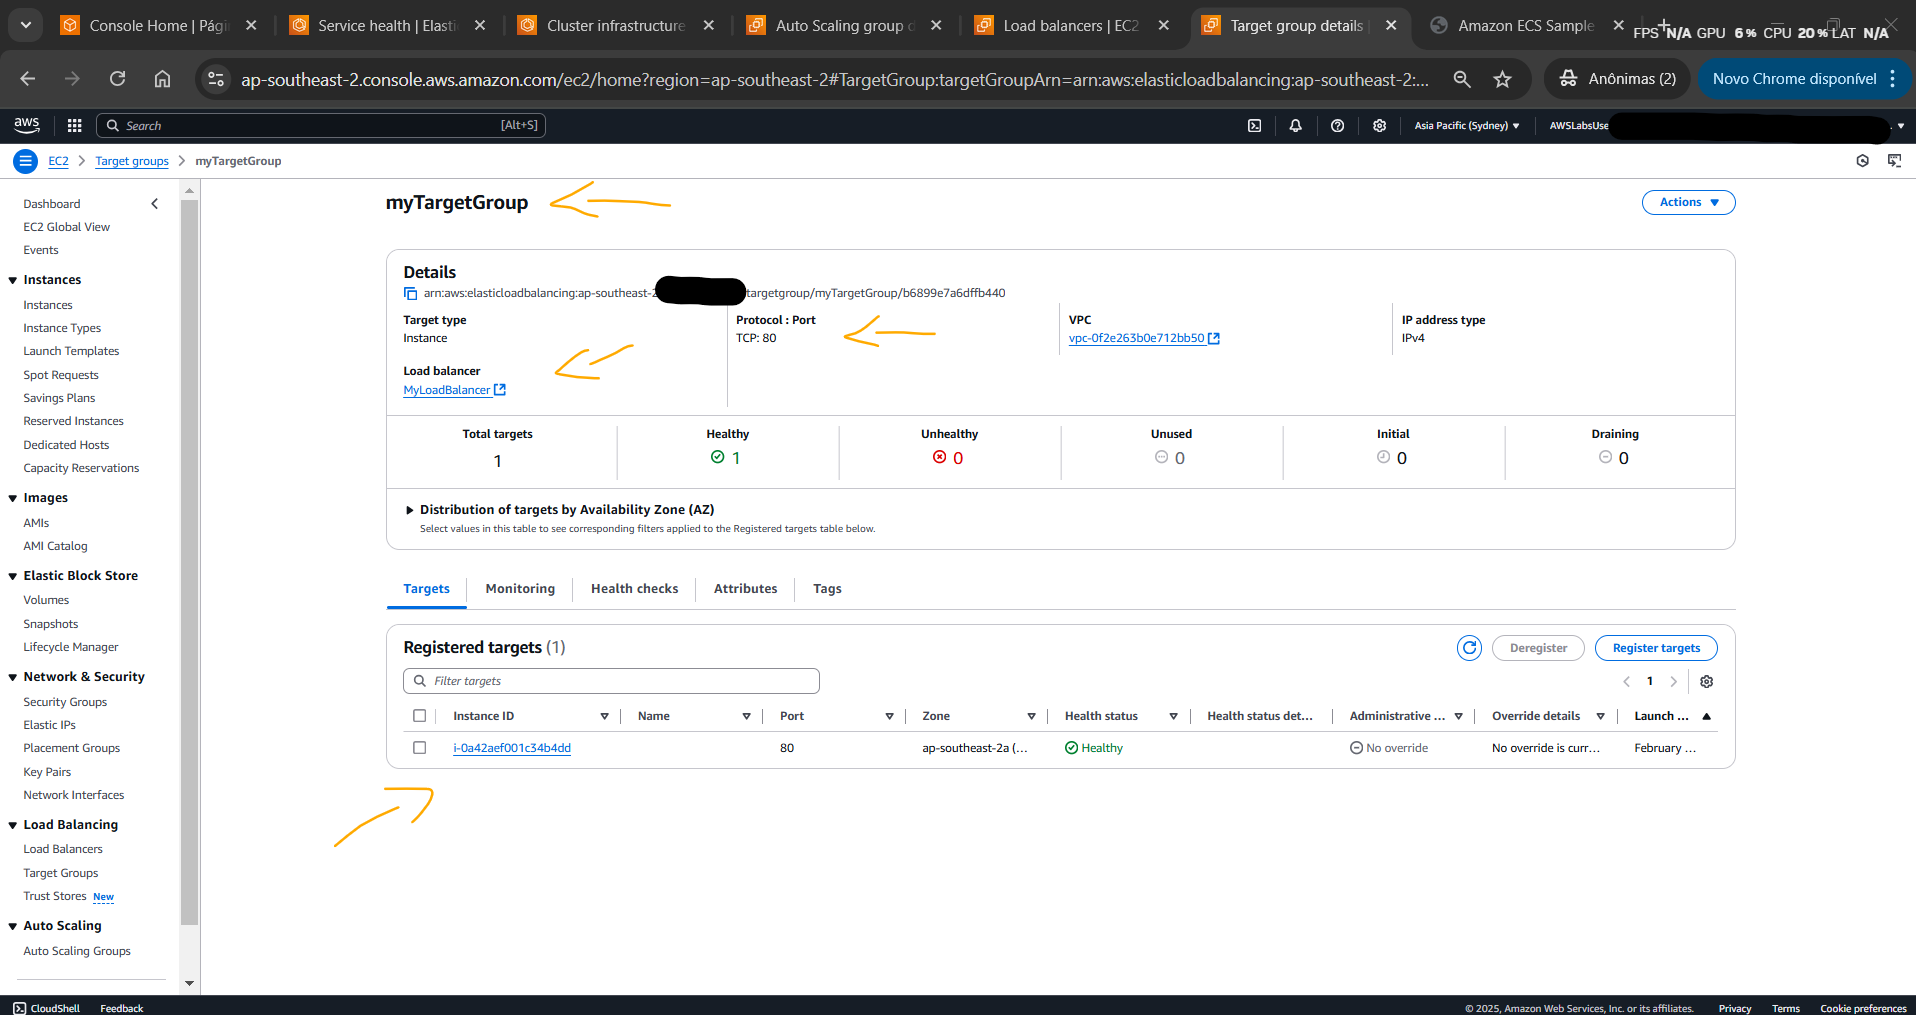 Console Home | Pági
Service health | Elasti
Cluster infrastructure
Auto Scaling group d
Load balancers | EC2
Target group details |
Amazon ECS Sample
FPS N/A GPU 6% CPU 20% LAT N/A
ap-southeast-2.console.aws.amazon.com/ec2/home?region=ap-southeast-2#TargetGroup:targetGroupArn=arn:aws:elasticloadbalancing:ap-southeast-2:...
Anônimas (2)
Novo Chrome disponível
aws
Search [Alt+S]
Asia Pacific (Sydney)
AWSLabsUse
EC2 > Target groups > myTargetGroup
Dashboard
EC2 Global View
Events
Instances
Instances
Instance Types
Launch Templates
Spot Requests
Savings Plans
Reserved Instances
Dedicated Hosts
Capacity Reservations
Images
AMIs
AMI Catalog
Elastic Block Store
Volumes
Snapshots
Lifecycle Manager
Network & Security
Security Groups
Elastic IPs
Placement Groups
Key Pairs
Network Interfaces
Load Balancing
Load Balancers
Target Groups
Trust Stores New
Auto Scaling
Auto Scaling Groups
myTargetGroup
Actions
Details
arn:aws:elasticloadbalancing:ap-southeast-2 targetgroup/myTargetGroup/b6899e7a6dffb440
Target type
Instance
Protocol : Port
TCP: 80
VPC
vpc-0f2e263b0e712bb50
IP address type
IPv4
Load balancer
MyLoadBalancer
Total targets
1
Healthy
1
Unhealthy
0
Unused
0
Initial
0
Draining
0
Distribution of targets by Availability Zone (AZ)
Select values in this table to see corresponding filters applied to the Registered targets table below.
Targets Monitoring Health checks Attributes Tags
Registered targets (1)
Deregister
Register targets
Filter targets
1
Instance ID Name Port Zone Health status Health status det... Administrative ... Override details Launch ...
i-0a42aef001c34b4dd 80 ap-southeast-2a (... Healthy No override No override is curr... February ...
CloudShell Feedback
© 2025, Amazon Web Services, Inc. or its affiliates. Privacy Terms Cookie preferences